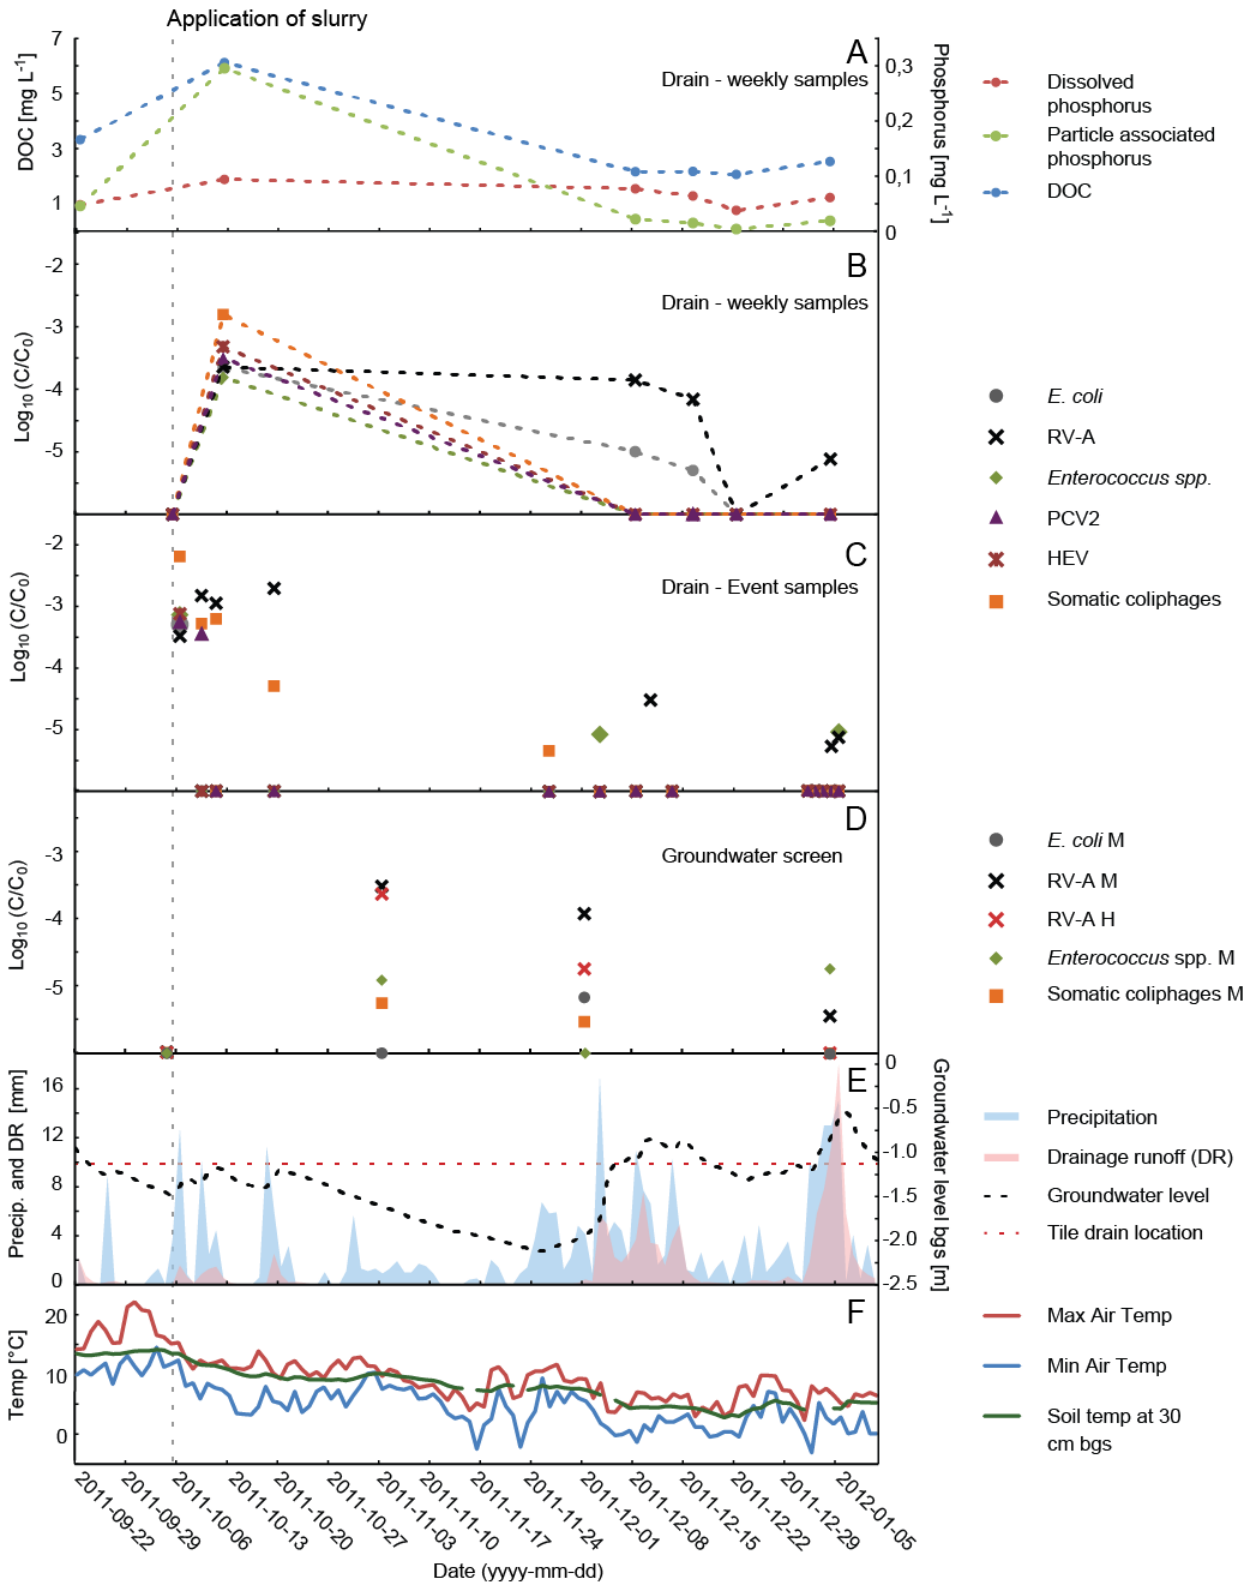 Application of slurry
A
Drain - weekly samples
DOC [mg L⁻¹]
7
5
3
1
Phosphorus [mg L⁻¹]
0,3
0,2
0,1
0
Dissolved
phosphorus
Particle associated
phosphorus
DOC
B
Drain - weekly samples
Log₁₀ (C/C₀)
-2
-3
-4
-5
E. coli
RV-A
Enterococcus spp.
PCV2
HEV
Somatic coliphages
C
Drain - Event samples
Log₁₀ (C/C₀)
-2
-3
-4
-5
D
Groundwater screen
Log₁₀ (C/C₀)
-3
-4
-5
E. coli M
RV-A M
RV-A H
Enterococcus spp. M
Somatic coliphages M
E
Precip. and DR [mm]
16
12
8
4
0
Groundwater level bgs [m]
0
-0.5
-1.0
-1.5
-2.0
-2.5
Precipitation
Drainage runoff (DR)
Groundwater level
Tile drain location
F
Temp [°C]
20
10
0
Max Air Temp
Min Air Temp
Soil temp at 30
cm bgs
2011-09-22
2011-09-29
2011-10-06
2011-10-13
2011-10-20
2011-10-27
2011-11-03
2011-11-10
2011-11-17
2011-11-24
2011-12-01
2011-12-08
2011-12-15
2011-12-22
2011-12-29
2012-01-05
Date (yyyy-mm-dd)